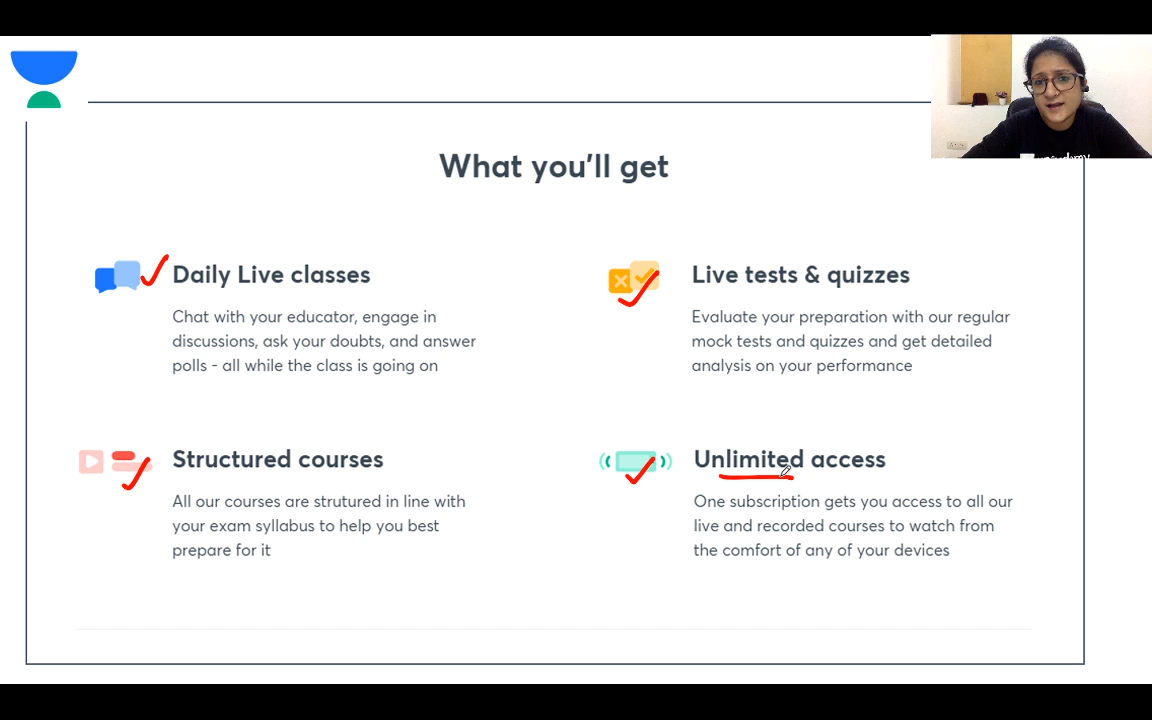 What you'll get
Daily Live classes
Chat with your educator, engage in
discussions, ask your doubts, and answer
polls - all while the class is going on
Live tests & quizzes
Evaluate your preparation with our regular
mock tests and quizzes and get detailed
analysis on your performance
Structured courses
All our courses are strutured in line with
your exam syllabus to help you best
prepare for it
Unlimited access
One subscription gets you access to all our
live and recorded courses to watch from
the comfort of any of your devices